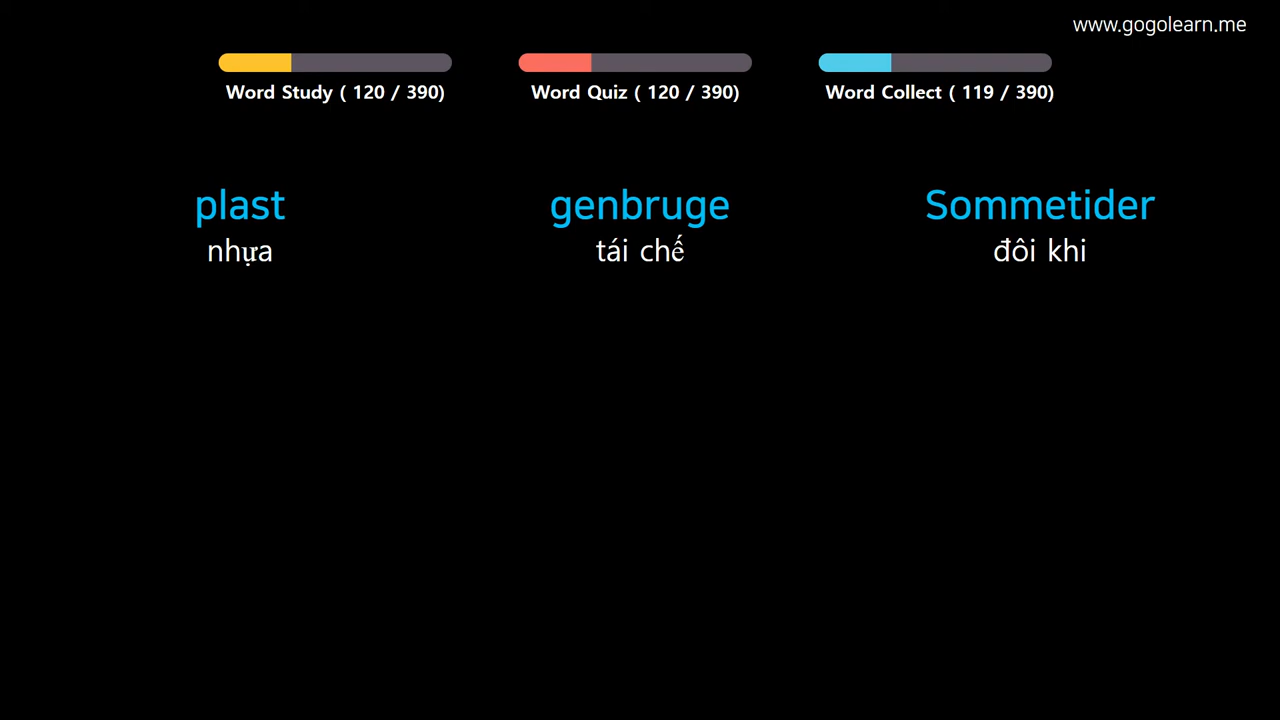 www.gogolearn.me
Word Study ( 120 / 390)
Word Quiz ( 120 / 390)
Word Collect ( 119 / 390)
plast
nhựa
genbruge
tái chế
Sommetider
đôi khi